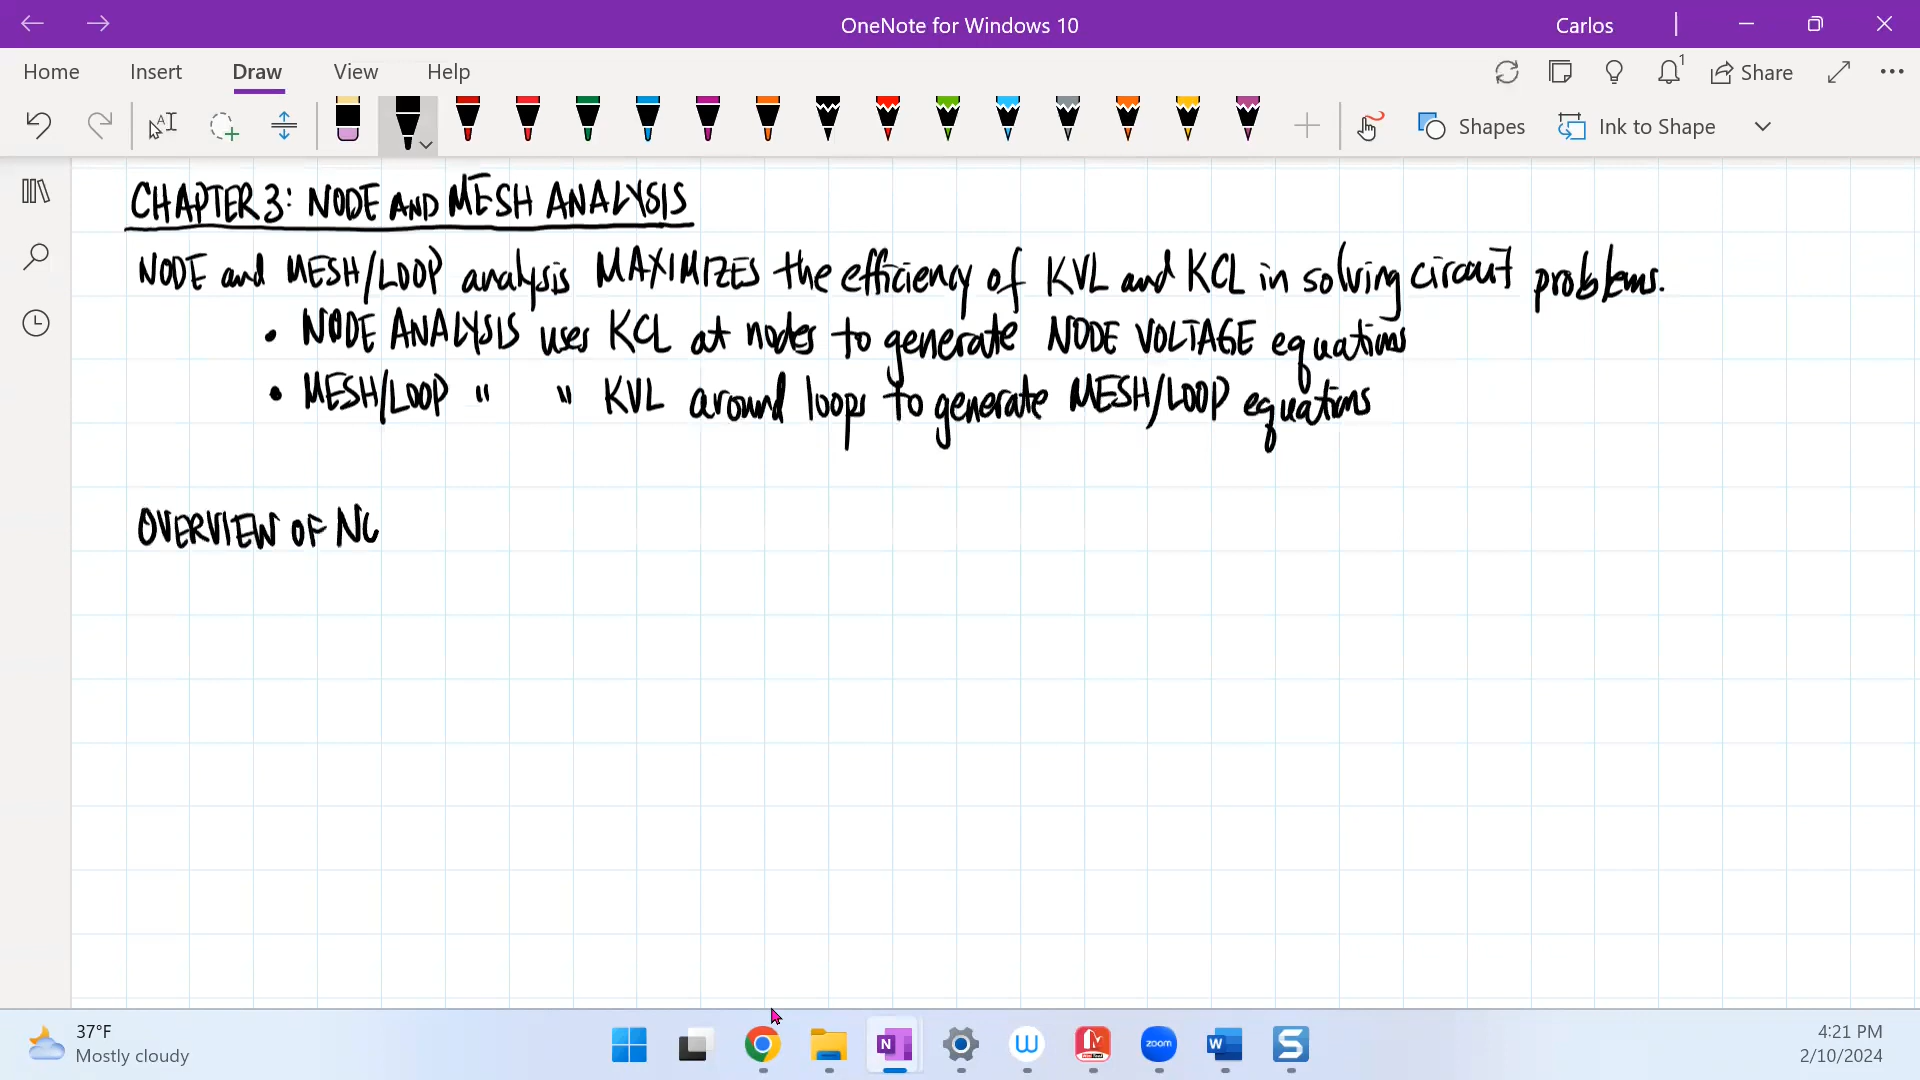 OneNote for Windows 10
Carlos
Home Insert Draw View Help
1
Share
Shapes
Ink to Shape
CHAPTER 3: NODE AND MESH ANALYSIS
NODE and MESH/LOOP analysis MAXIMIZES the efficiency of KVL and KCL in solving circuit problems.
• NODE ANALYSIS uses KCL at nodes to generate NODE VOLTAGE equations
• MESH/LOOP " " KVL around loops to generate MESH/LOOP equations
OVERVIEW OF NO
37°F
Mostly cloudy
zoom
4:21 PM
2/10/2024